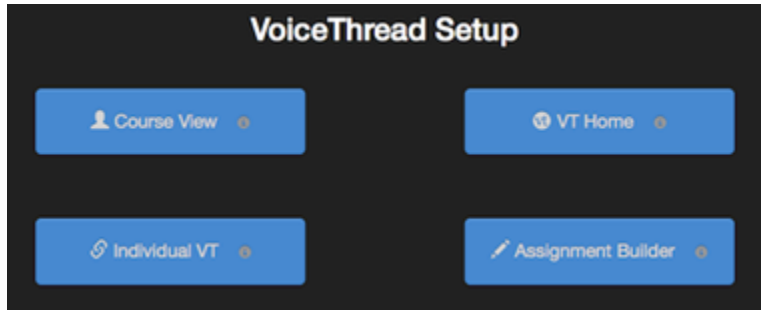 VoiceThread Setup
Course View
VT Home
Individual VT
Assignment Builder